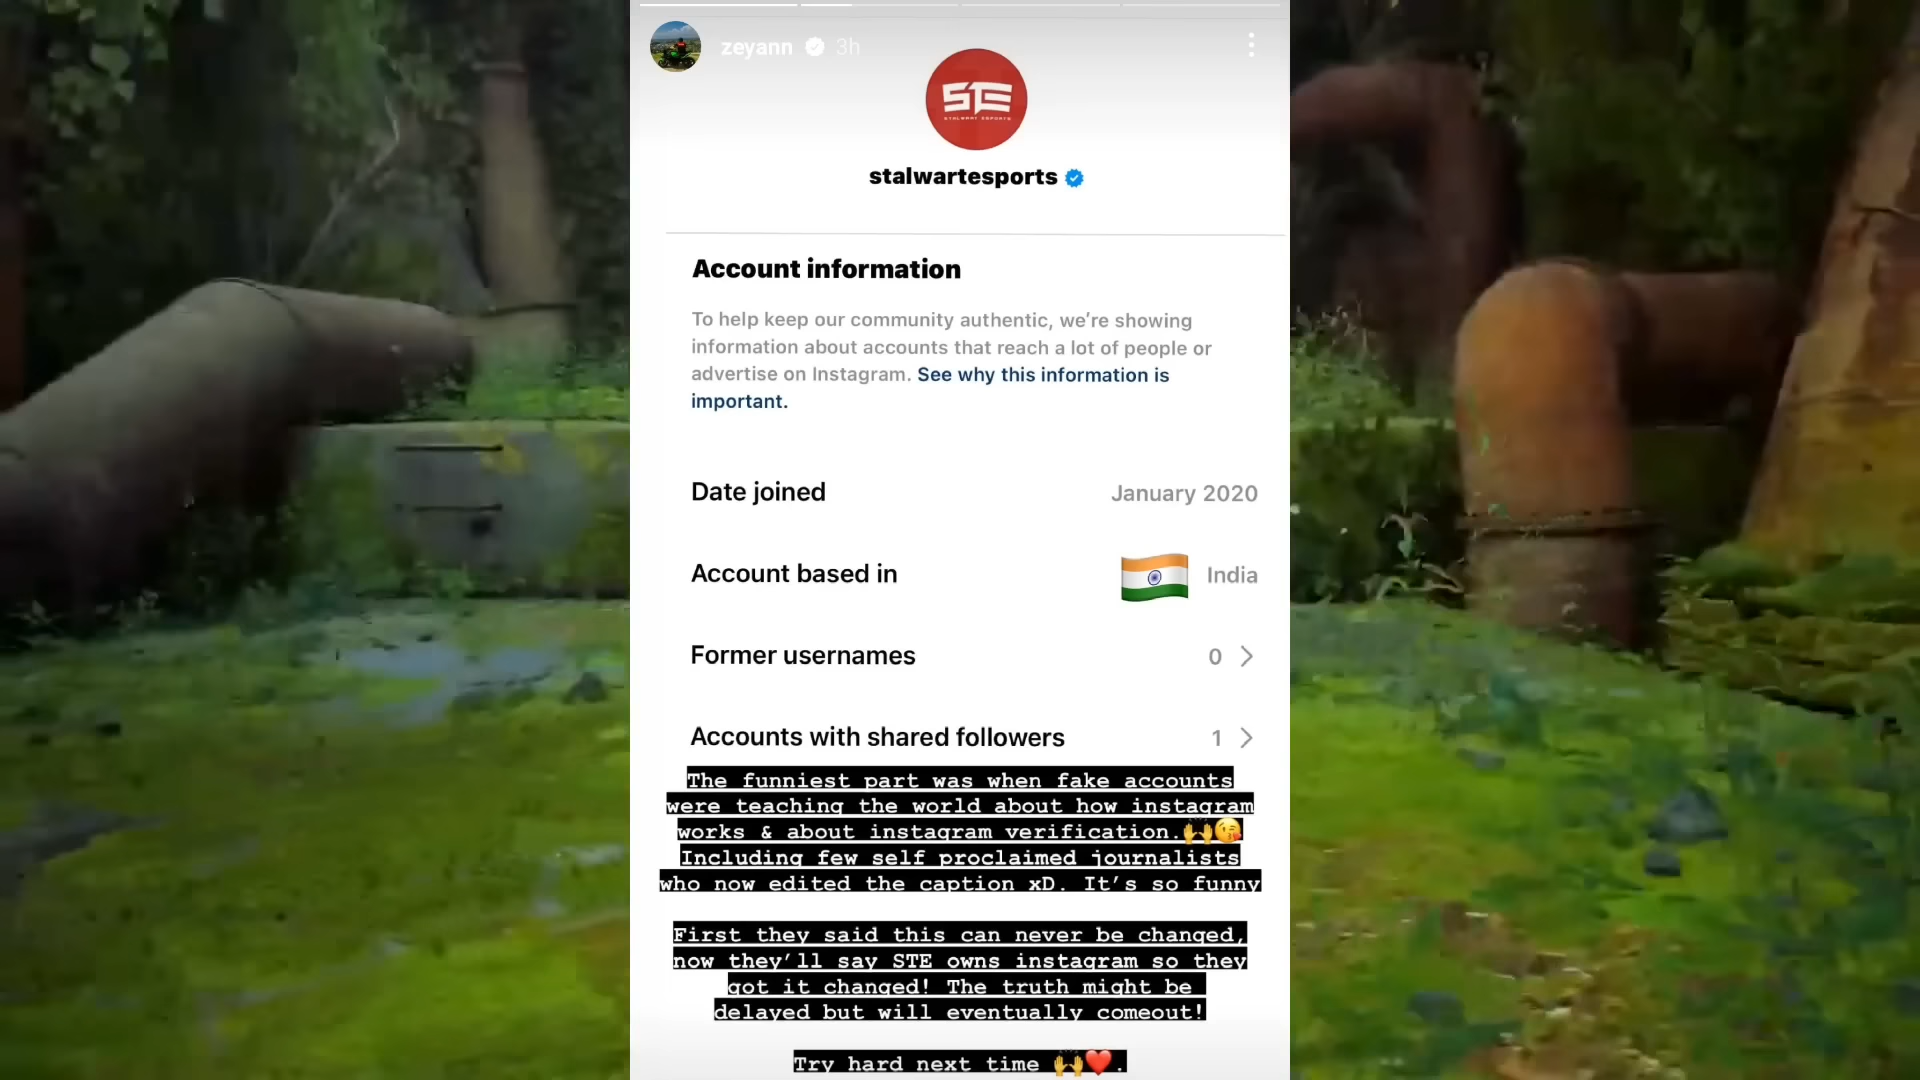 zeyann 3h
STE
STALWART ESPORTS
stalwartesports
Account information
To help keep our community authentic, we’re showing
information about accounts that reach a lot of people or
advertise on Instagram. See why this information is
important.
Date joined January 2020
Account based in 🇮🇳 India
Former usernames 0 >
Accounts with shared followers 1 >
The funniest part was when fake accounts
were teaching the world about how instagram
works & about instagram verification.🙌😘
Including few self proclaimed journalists
who now edited the caption xD. It’s so funny
First they said this can never be changed,
now they’ll say STE owns instagram so they
got it changed! The truth might be
delayed but will eventually comeout!
Try hard next time 🙌❤️.